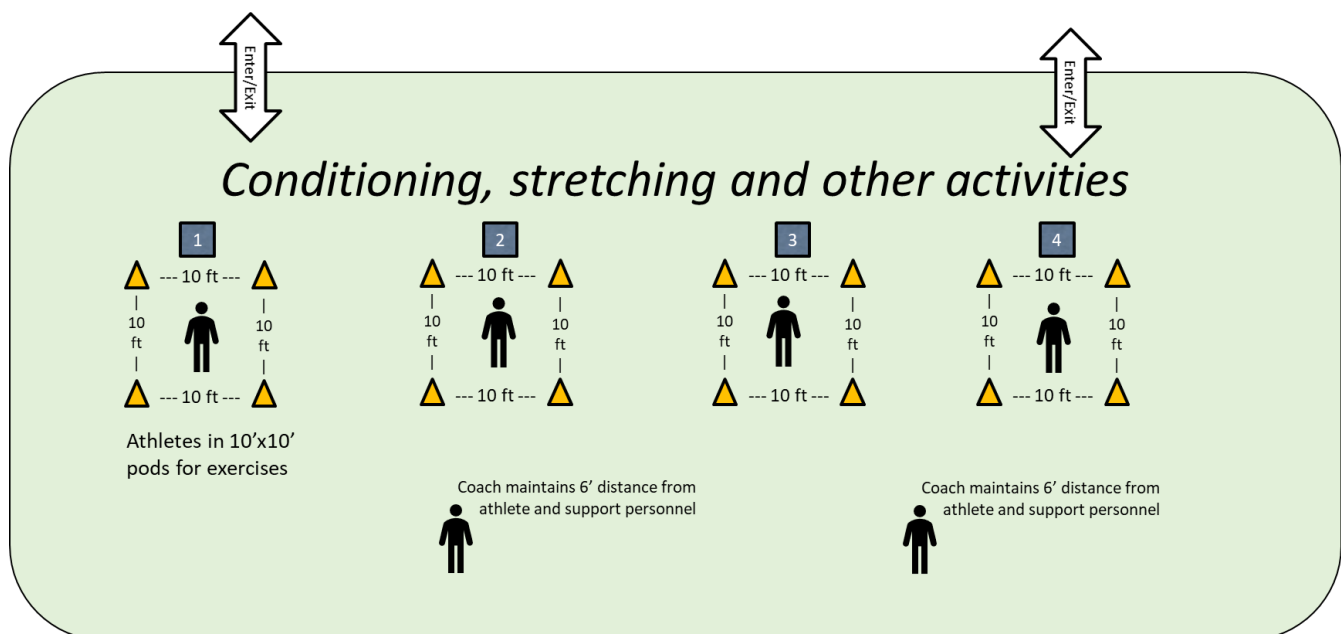 Enter/Exit
Enter/Exit
Conditioning, stretching and other activities
1
2
3
4
--- 10 ft ---
--- 10 ft ---
--- 10 ft ---
--- 10 ft ---
| 10 ft |
| 10 ft |
| 10 ft |
| 10 ft |
| 10 ft |
| 10 ft |
| 10 ft |
| 10 ft |
--- 10 ft ---
--- 10 ft ---
--- 10 ft ---
--- 10 ft ---
Athletes in 10’x10’
pods for exercises
Coach maintains 6’ distance from
athlete and support personnel
Coach maintains 6’ distance from
athlete and support personnel